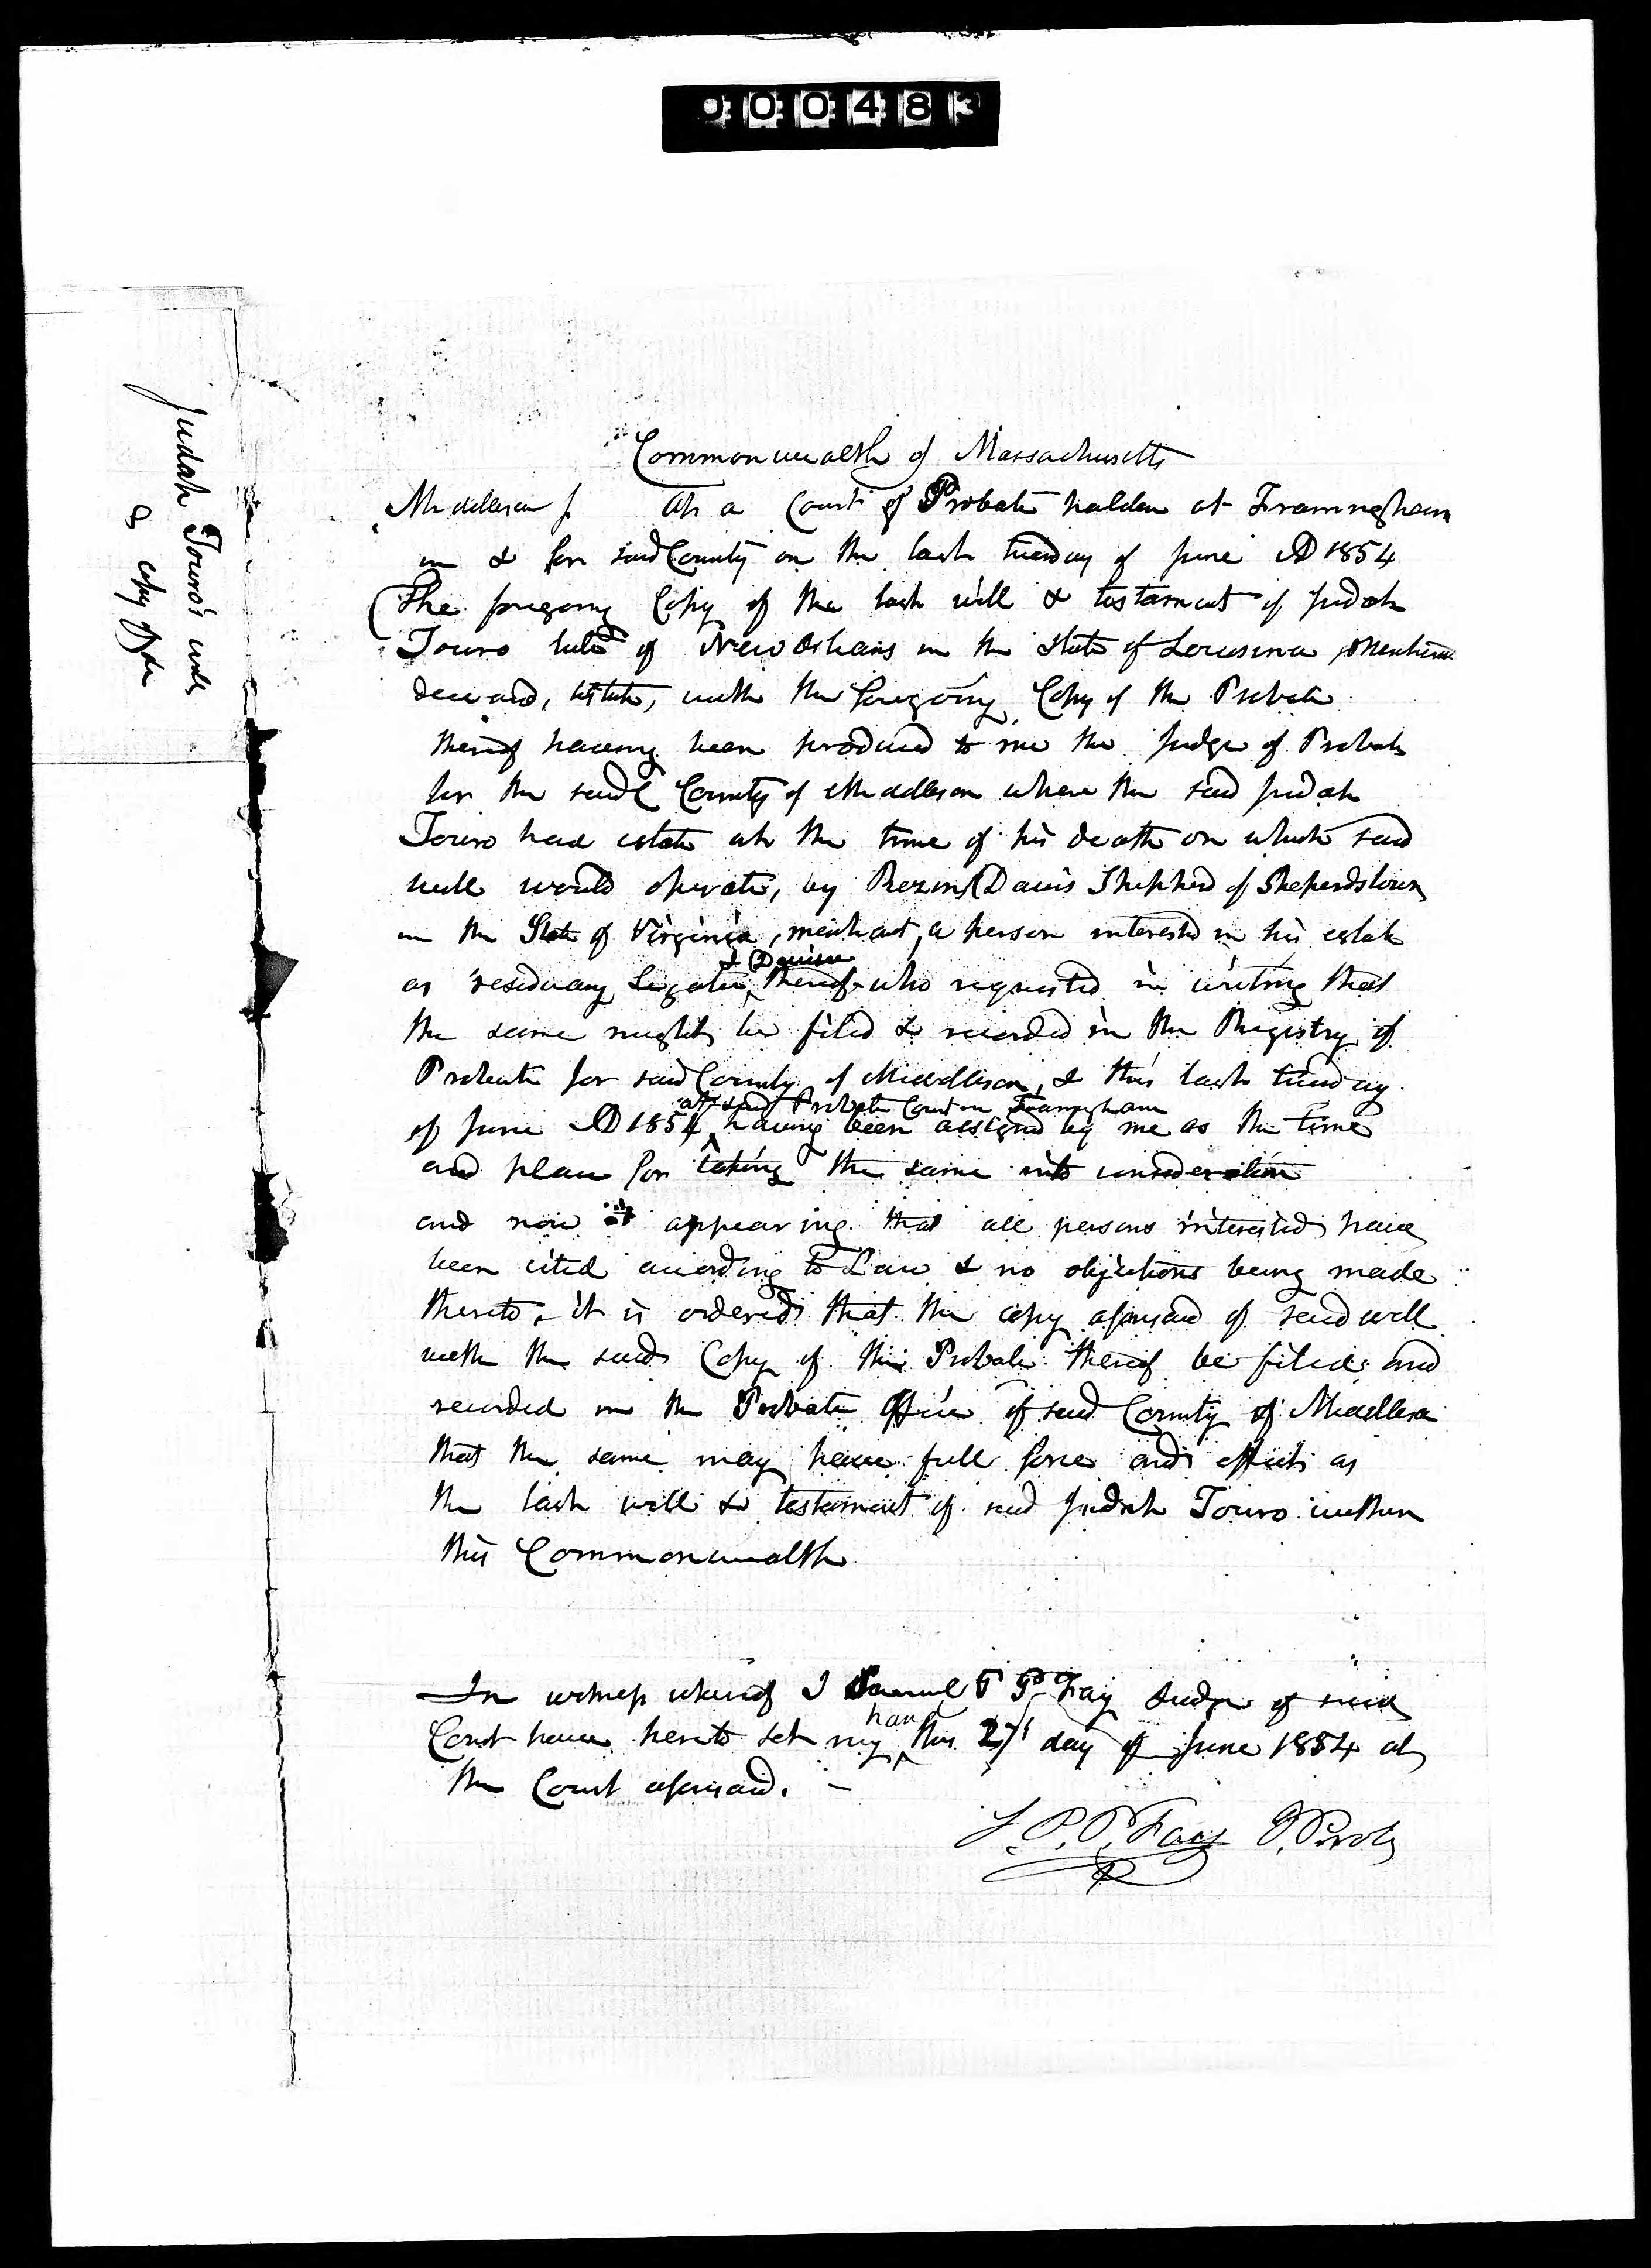 000483
Judah Touro's will
& copy of
Commonwealth of Massachusetts
Middlesex ss. At a Court of Probate holden at Framingham
in & for said County on the last tuesday of June AD 1854
The foregoing Copy of the last will & testament of Judah
Touro late of New Orleans in the State of Lousina, Merchant
deceased, testate, with the foregoing Copy of the Probate
thereof having been produced to me the Judge of Probate
for the said County of Middlesex where the said Judah
Touro had estate at the time of his death on which said
will would operate, by Rezin Davis Shepherd of Sheperdstown
in the State of Virginia, merchant, a person interested in his estate
& Devisee
as residuary Legatee thereof who requested in writing that
the same might be filed & recorded in the Registry of
Probate for said County of Middlesex, & this last tuesday
at said Probate Court in Framingham
of June AD 1854 having been assigned by me as the time
and place for taking the same into consideration
and now it appearing that all persons interested have
been cited according to Law & no objections being made
thereto, it is ordered that the copy aforesaid of said will
with the said Copy of the Probate thereof be filed and
recorded in the Probate Office of said County of Middlesex
that the same may have full force and effect as
the last will & testament of said Judah Touro within
this Commonwealth
In witness whereof I Samuel P P Fay Judge of said
hand
Court have hereto set my this 27th day of June 1854 at
the Court aforesaid. —
S. P. P. Fay J. Prob